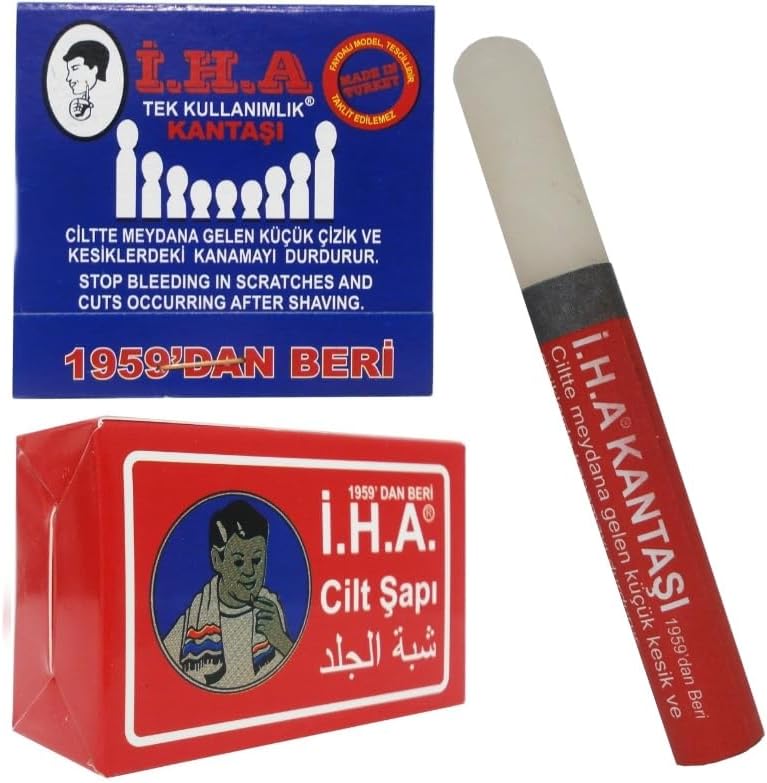 İ.H.A
TEK KULLANIMLIK®
KANTAŞI
FAYDALI MODEL, TESCİLLİDİR
MADE IN
TURKEY
TAKLİT EDİLEMEZ
CİLTTE MEYDANA GELEN KÜÇÜK ÇİZİK VE
KESİKLERDEKİ KANAMAYI DURDURUR.
STOP BLEEDING IN SCRATCHES AND
CUTS OCCURRING AFTER SHAVING.
1959'DAN BERİ
1959' DAN BERİ
İ.H.A.®
Cilt Şapı
شبة الجلد
İ.H.A® KANTAŞI 1959'dan Beri
Ciltte meydana gelen küçük kesik ve